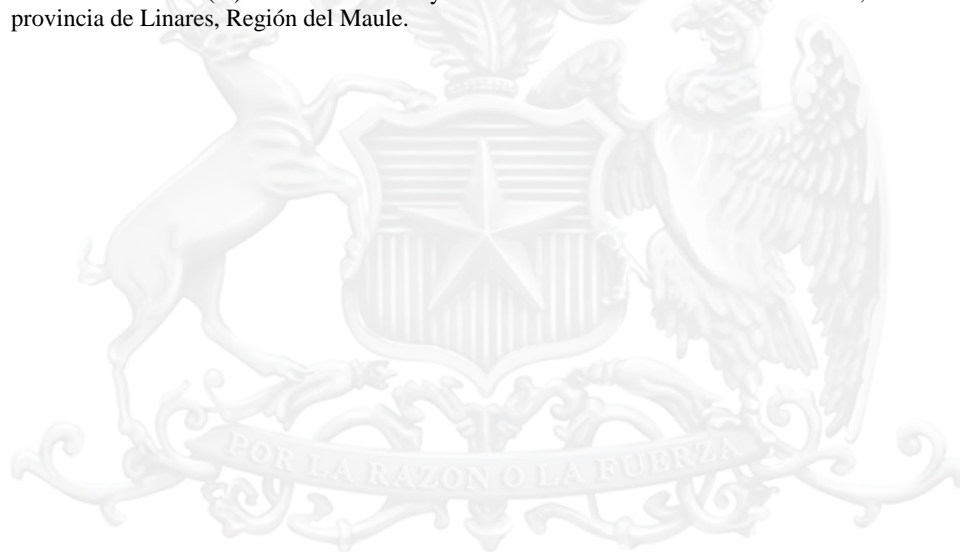 provincia de Linares, Región del Maule.
POR LA RAZON O LA FUERZA